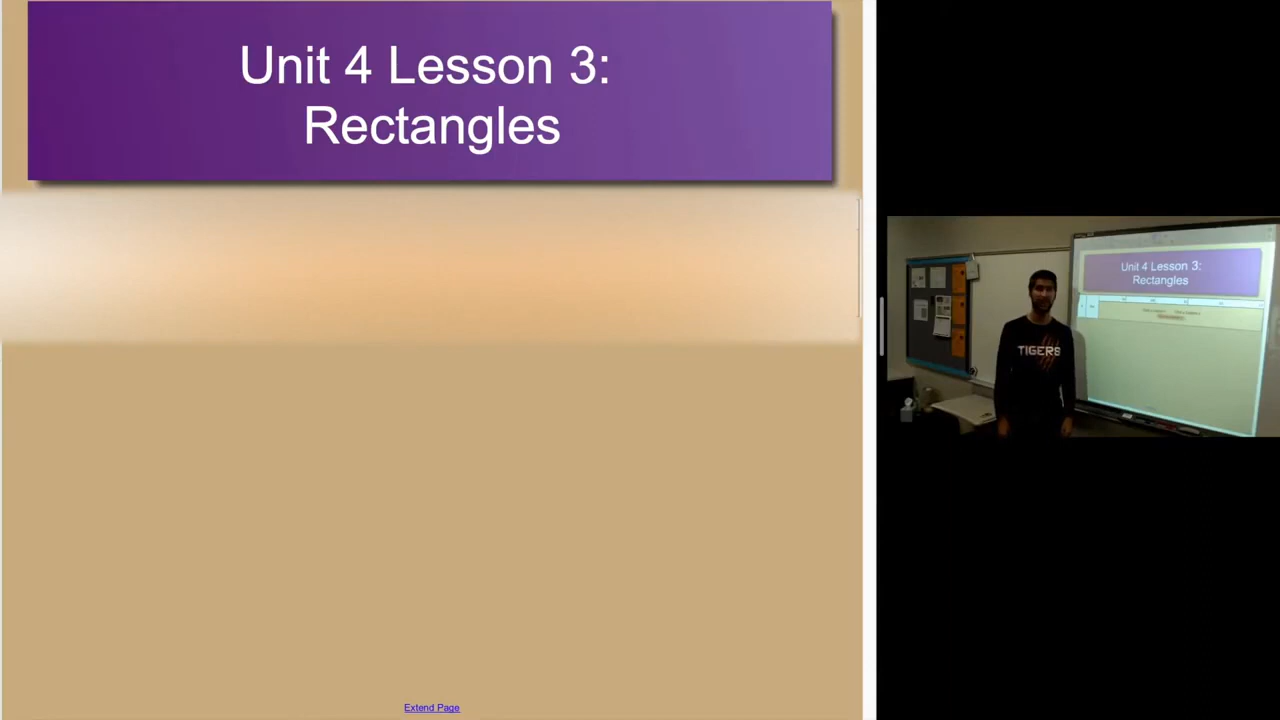 Unit 4 Lesson 3:
Rectangles
Extend Page
Unit 4 Lesson 3:
Rectangles
TIGERS